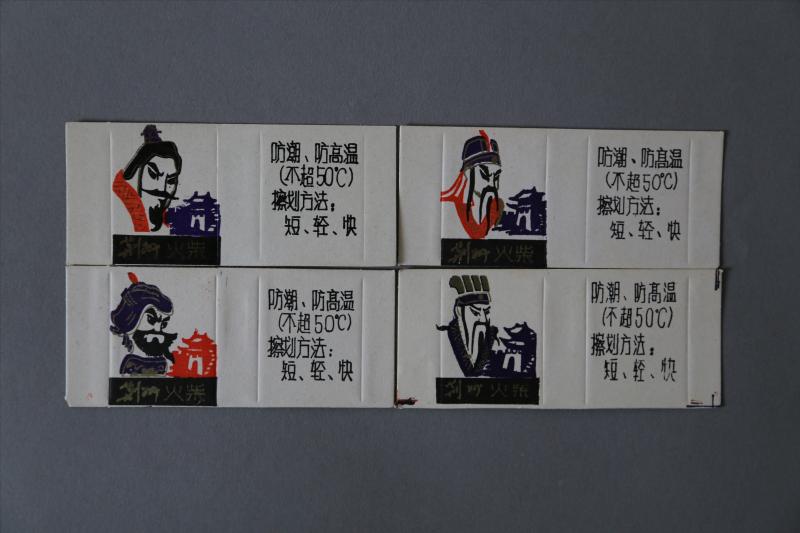 防潮、防高温
(不超50℃)
擦划方法：
短、轻、快
荆州火柴
防潮、防高温
(不超50℃)
擦划方法：
短、轻、快
荆州火柴
防潮、防高温
(不超50℃)
擦划方法：
短、轻、快
荆州火柴
防潮、防高温
(不超50℃)
擦划方法：
短、轻、快
荆州火柴